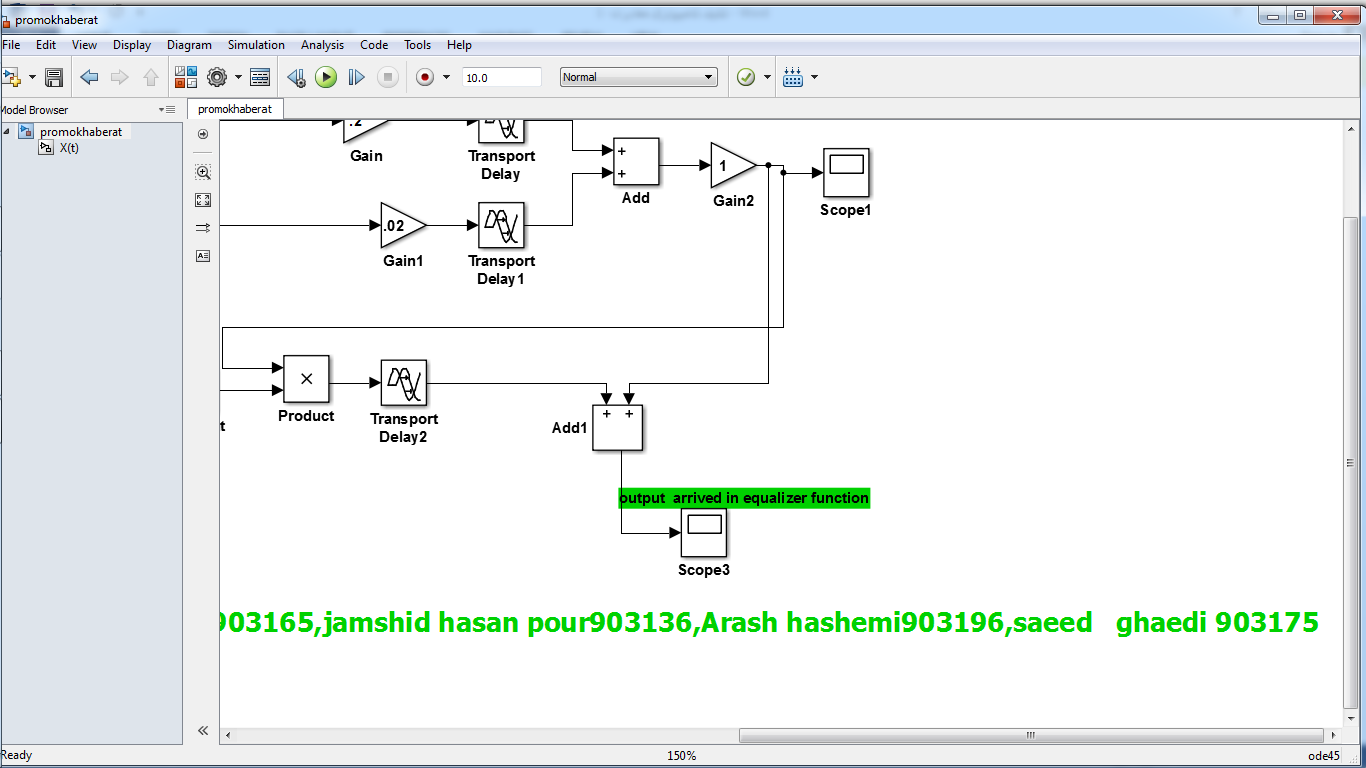 promokhaberat
File Edit View Display Diagram Simulation Analysis Code Tools Help
10.0 Normal
Model Browser
promokhaberat
promokhaberat
X(t)
.2
Gain
Transport
Delay
+
+
Add
1
Gain2
Scope1
.02
Gain1
Transport
Delay1
×
Product
Transport
Delay2
t
Add1
+ +
output arrived in equalizer function
Scope3
903165,jamshid hasan pour903136,Arash hashemi903196,saeed ghaedi 903175
Ready 150% ode45